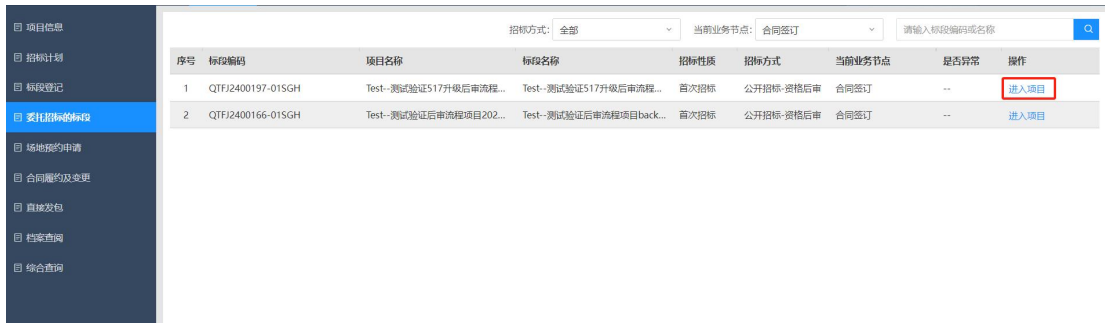 项目信息
招标计划
标段登记
委托招标的标段
场地预约申请
合同履约及变更
直接发包
档案查阅
综合查询
招标方式: 全部 当前业务节点: 合同签订 请输入标段编码或名称
序号 标段编码 项目名称 标段名称 招标性质 招标方式 当前业务节点 是否异常 操作
1 QTFJ2400197-01SGH Test--测试验证517升级后审流程... Test--测试验证517升级后审流程... 首次招标 公开招标-资格后审 合同签订 -- 进入项目
2 QTFJ2400166-01SGH Test--测试验证后审流程项目202... Test--测试验证后审流程项目back... 首次招标 公开招标-资格后审 合同签订 -- 进入项目